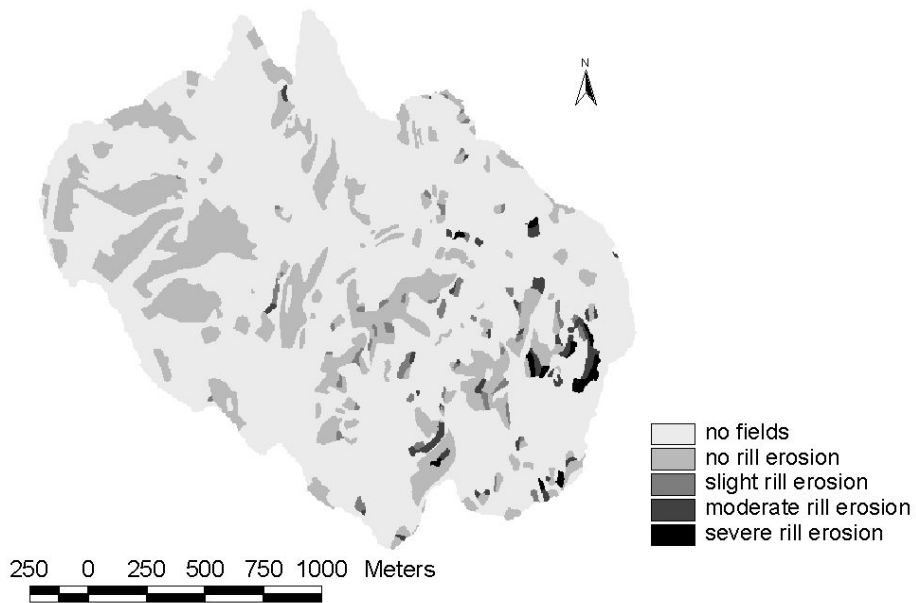 N
no fields
no rill erosion
slight rill erosion
moderate rill erosion
severe rill erosion
250 0 250 500 750 1000 Meters